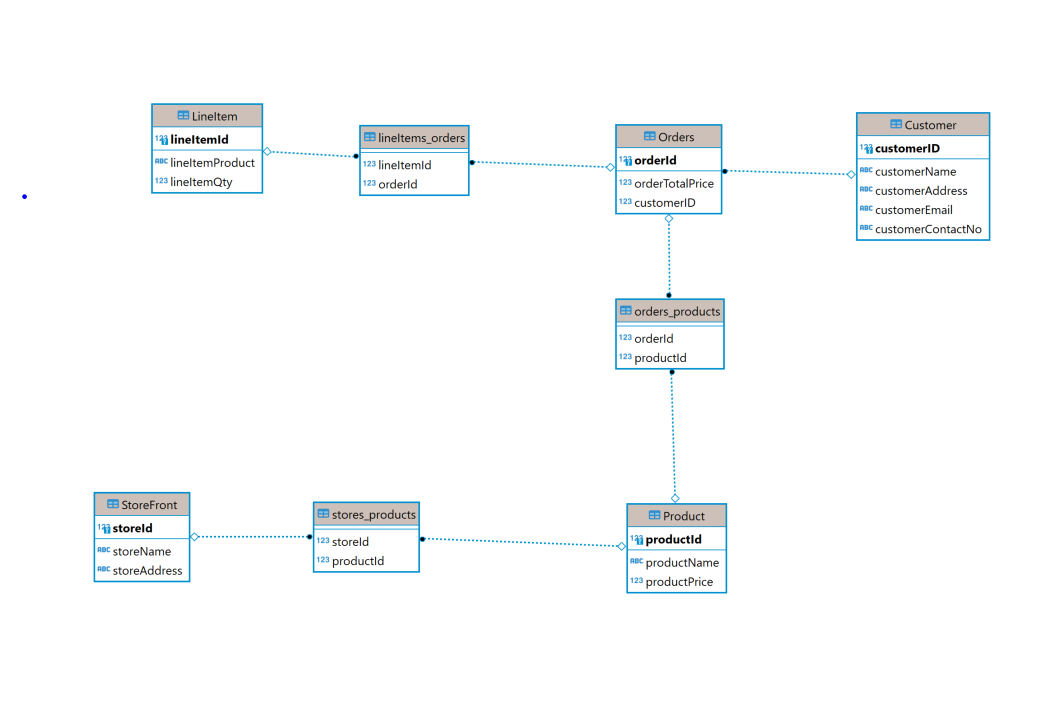 LineItem
123 lineItemId
ABC lineItemProduct
123 lineItemQty
lineItems_orders
123 lineItemId
123 orderId
Orders
123 orderId
123 orderTotalPrice
123 customerID
Customer
123 customerID
ABC customerName
ABC customerAddress
ABC customerEmail
ABC customerContactNo
orders_products
123 orderId
123 productId
StoreFront
123 storeId
ABC storeName
ABC storeAddress
stores_products
123 storeId
123 productId
Product
123 productId
ABC productName
123 productPrice